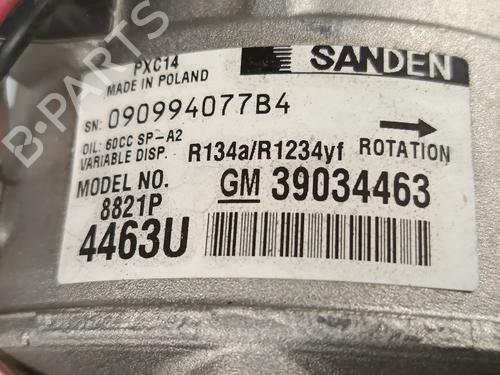 PXC14
MADE IN POLAND
SANDEN
SN: 090994077B4
OIL: 60CC SP-A2
VARIABLE DISP.
R134a/R1234yf
ROTATION
MODEL NO.
8821P
GM 39034463
4463U
B-PARTS